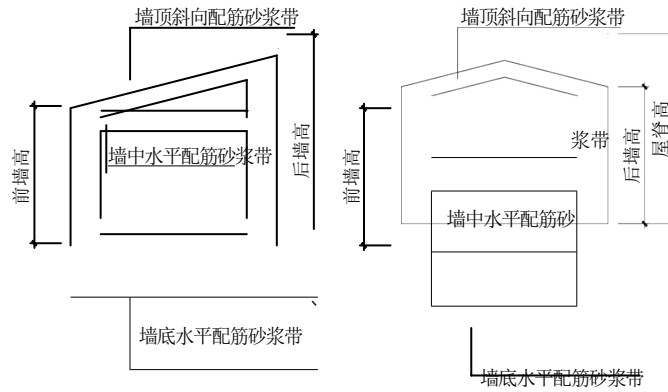 墙顶斜向配筋砂浆带
墙中水平配筋砂浆带
前墙高
后墙高
墙底水平配筋砂浆带
墙顶斜向配筋砂浆带
浆带
墙中水平配筋砂
前墙高
后墙高
屋脊高
墙底水平配筋砂浆带